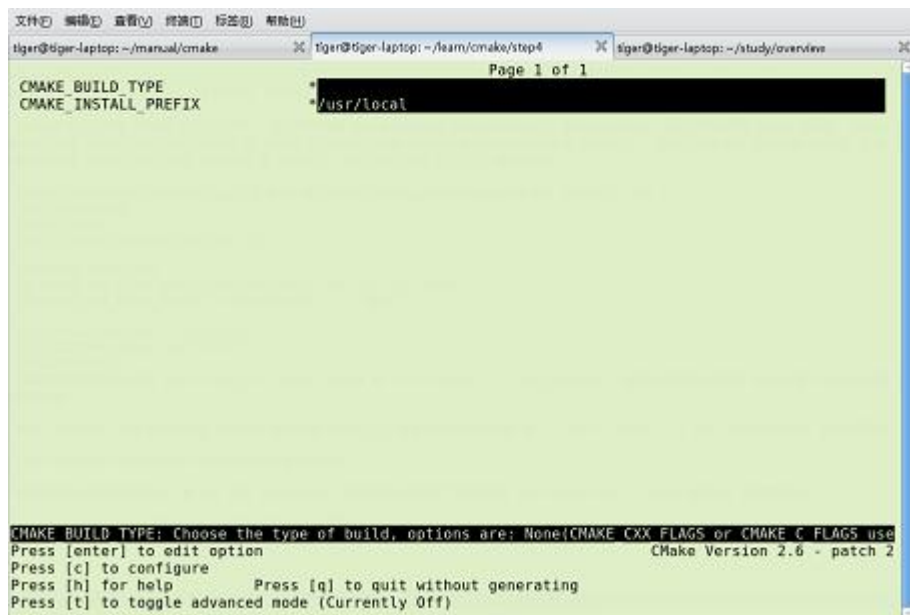 文件(F) 编辑(E) 查看(V) 终端(T) 标签(B) 帮助(H)
tiger@tiger-laptop: ~/manual/cmake tiger@tiger-laptop: ~/learn/cmake/step4 tiger@tiger-laptop: ~/study/overview
Page 1 of 1
CMAKE_BUILD_TYPE *
CMAKE_INSTALL_PREFIX */usr/local
CMAKE_BUILD_TYPE: Choose the type of build, options are: None(CMAKE_CXX_FLAGS or CMAKE_C_FLAGS use
Press [enter] to edit option CMake Version 2.6 - patch 2
Press [c] to configure
Press [h] for help Press [q] to quit without generating
Press [t] to toggle advanced mode (Currently Off)